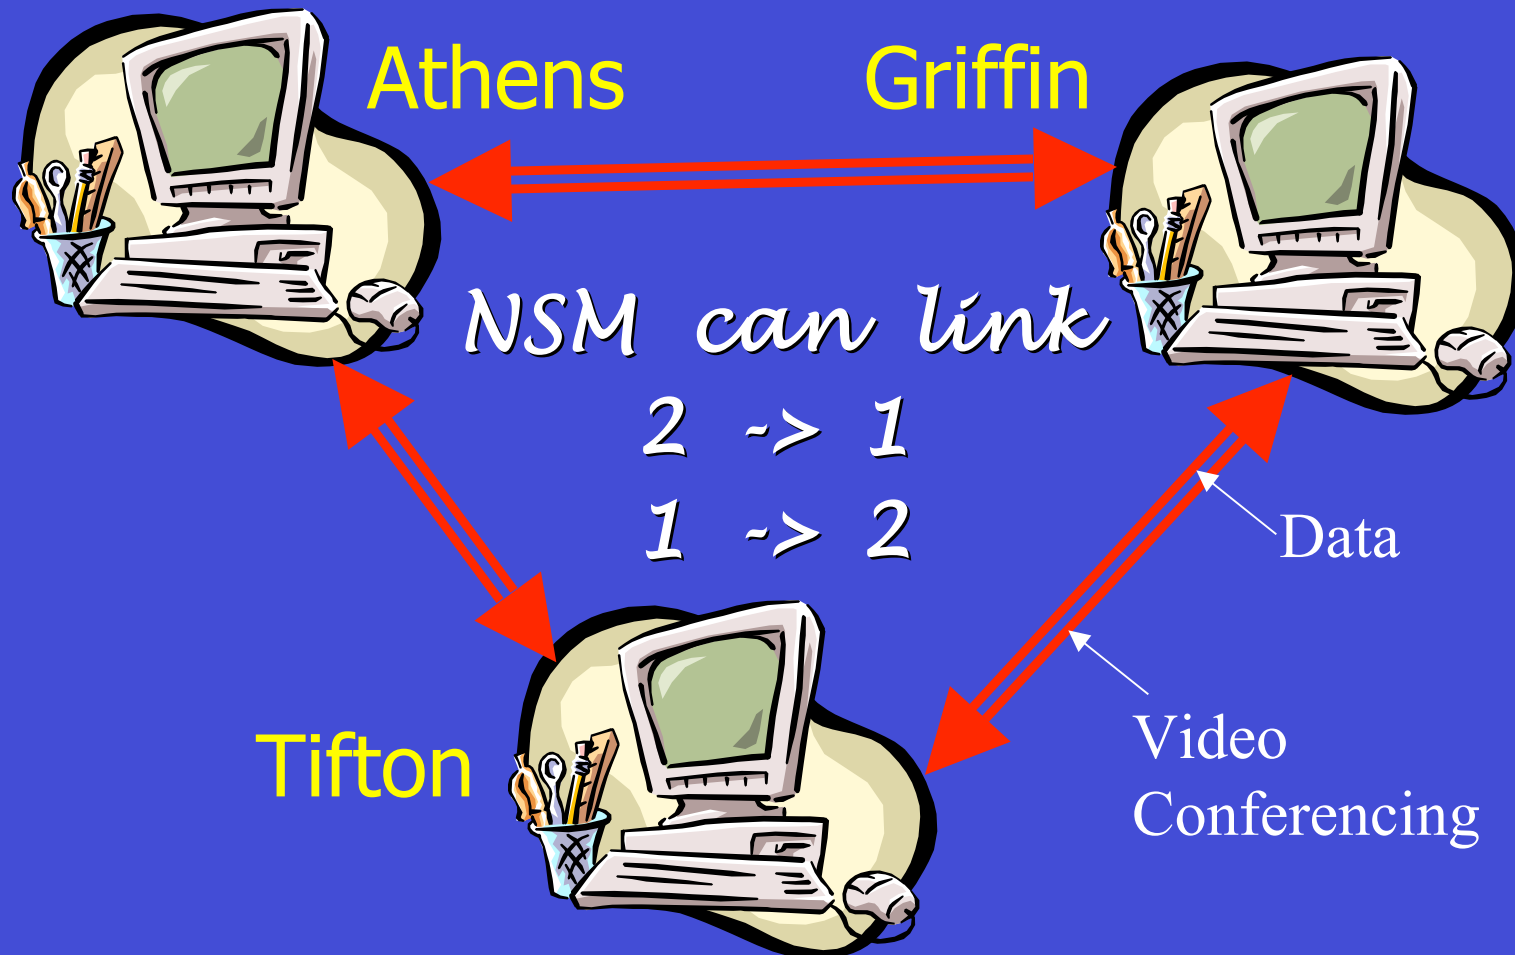 Athens
Griffin
NSM can link
2 -> 1
1 -> 2
Data
Tifton
Video
Conferencing